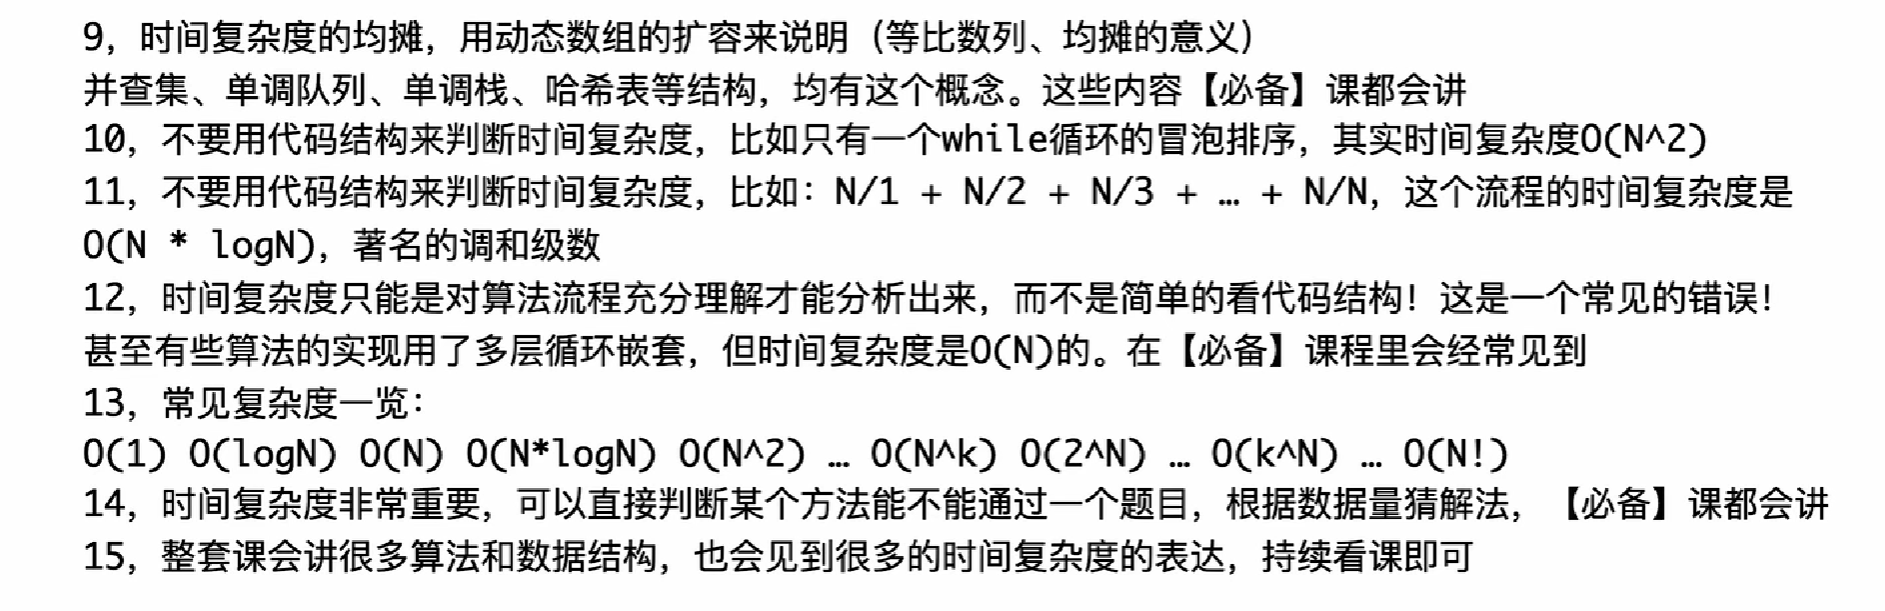 9，时间复杂度的均摊，用动态数组的扩容来说明（等比数列、均摊的意义）
并查集、单调队列、单调栈、哈希表等结构，均有这个概念。这些内容【必备】课都会讲
10，不要用代码结构来判断时间复杂度，比如只有一个while循环的冒泡排序，其实时间复杂度O(N^2)
11，不要用代码结构来判断时间复杂度，比如：N/1 + N/2 + N/3 + … + N/N，这个流程的时间复杂度是
O(N * logN)，著名的调和级数
12，时间复杂度只能是对算法流程充分理解才能分析出来，而不是简单的看代码结构！这是一个常见的错误！
甚至有些算法的实现用了多层循环嵌套，但时间复杂度是O(N)的。在【必备】课程里会经常见到
13，常见复杂度一览：
O(1) O(logN) O(N) O(N*logN) O(N^2) … O(N^k) O(2^N) … O(k^N) … O(N!)
14，时间复杂度非常重要，可以直接判断某个方法能不能通过一个题目，根据数据量猜解法，【必备】课都会讲
15，整套课会讲很多算法和数据结构，也会见到很多的时间复杂度的表达，持续看课即可